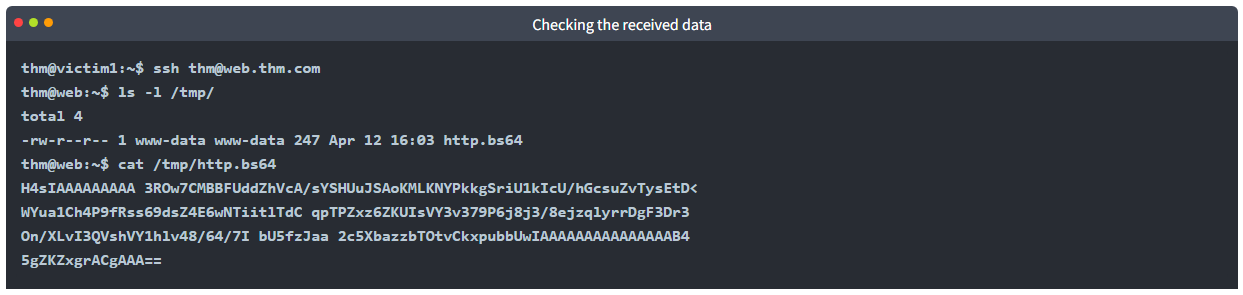 Checking the received data
thm@victim1:~$ ssh thm@web.thm.com
thm@web:~$ ls -l /tmp/
total 4
-rw-r--r-- 1 www-data www-data 247 Apr 12 16:03 http.bs64
thm@web:~$ cat /tmp/http.bs64
H4sIAAAAAAAAA 3ROw7CMBBFUddZhVcA/sYSHUuJSAoKMLKNYPkkgSriU1kIcU/hGcsuZvTysEtD<
WYua1Ch4P9fRss69dsZ4E6wNTiitlTdC qpTPZxz6ZKUIsVY3v379P6j8j3/8ejzqlyrrDgF3Dr3
On/XLvI3QVshVY1hlv48/64/7I bU5fzJaa 2c5XbazzbTOtvCkxpubbUwIAAAAAAAAAAAAAAAB4
5gZKZxgrACgAAA==